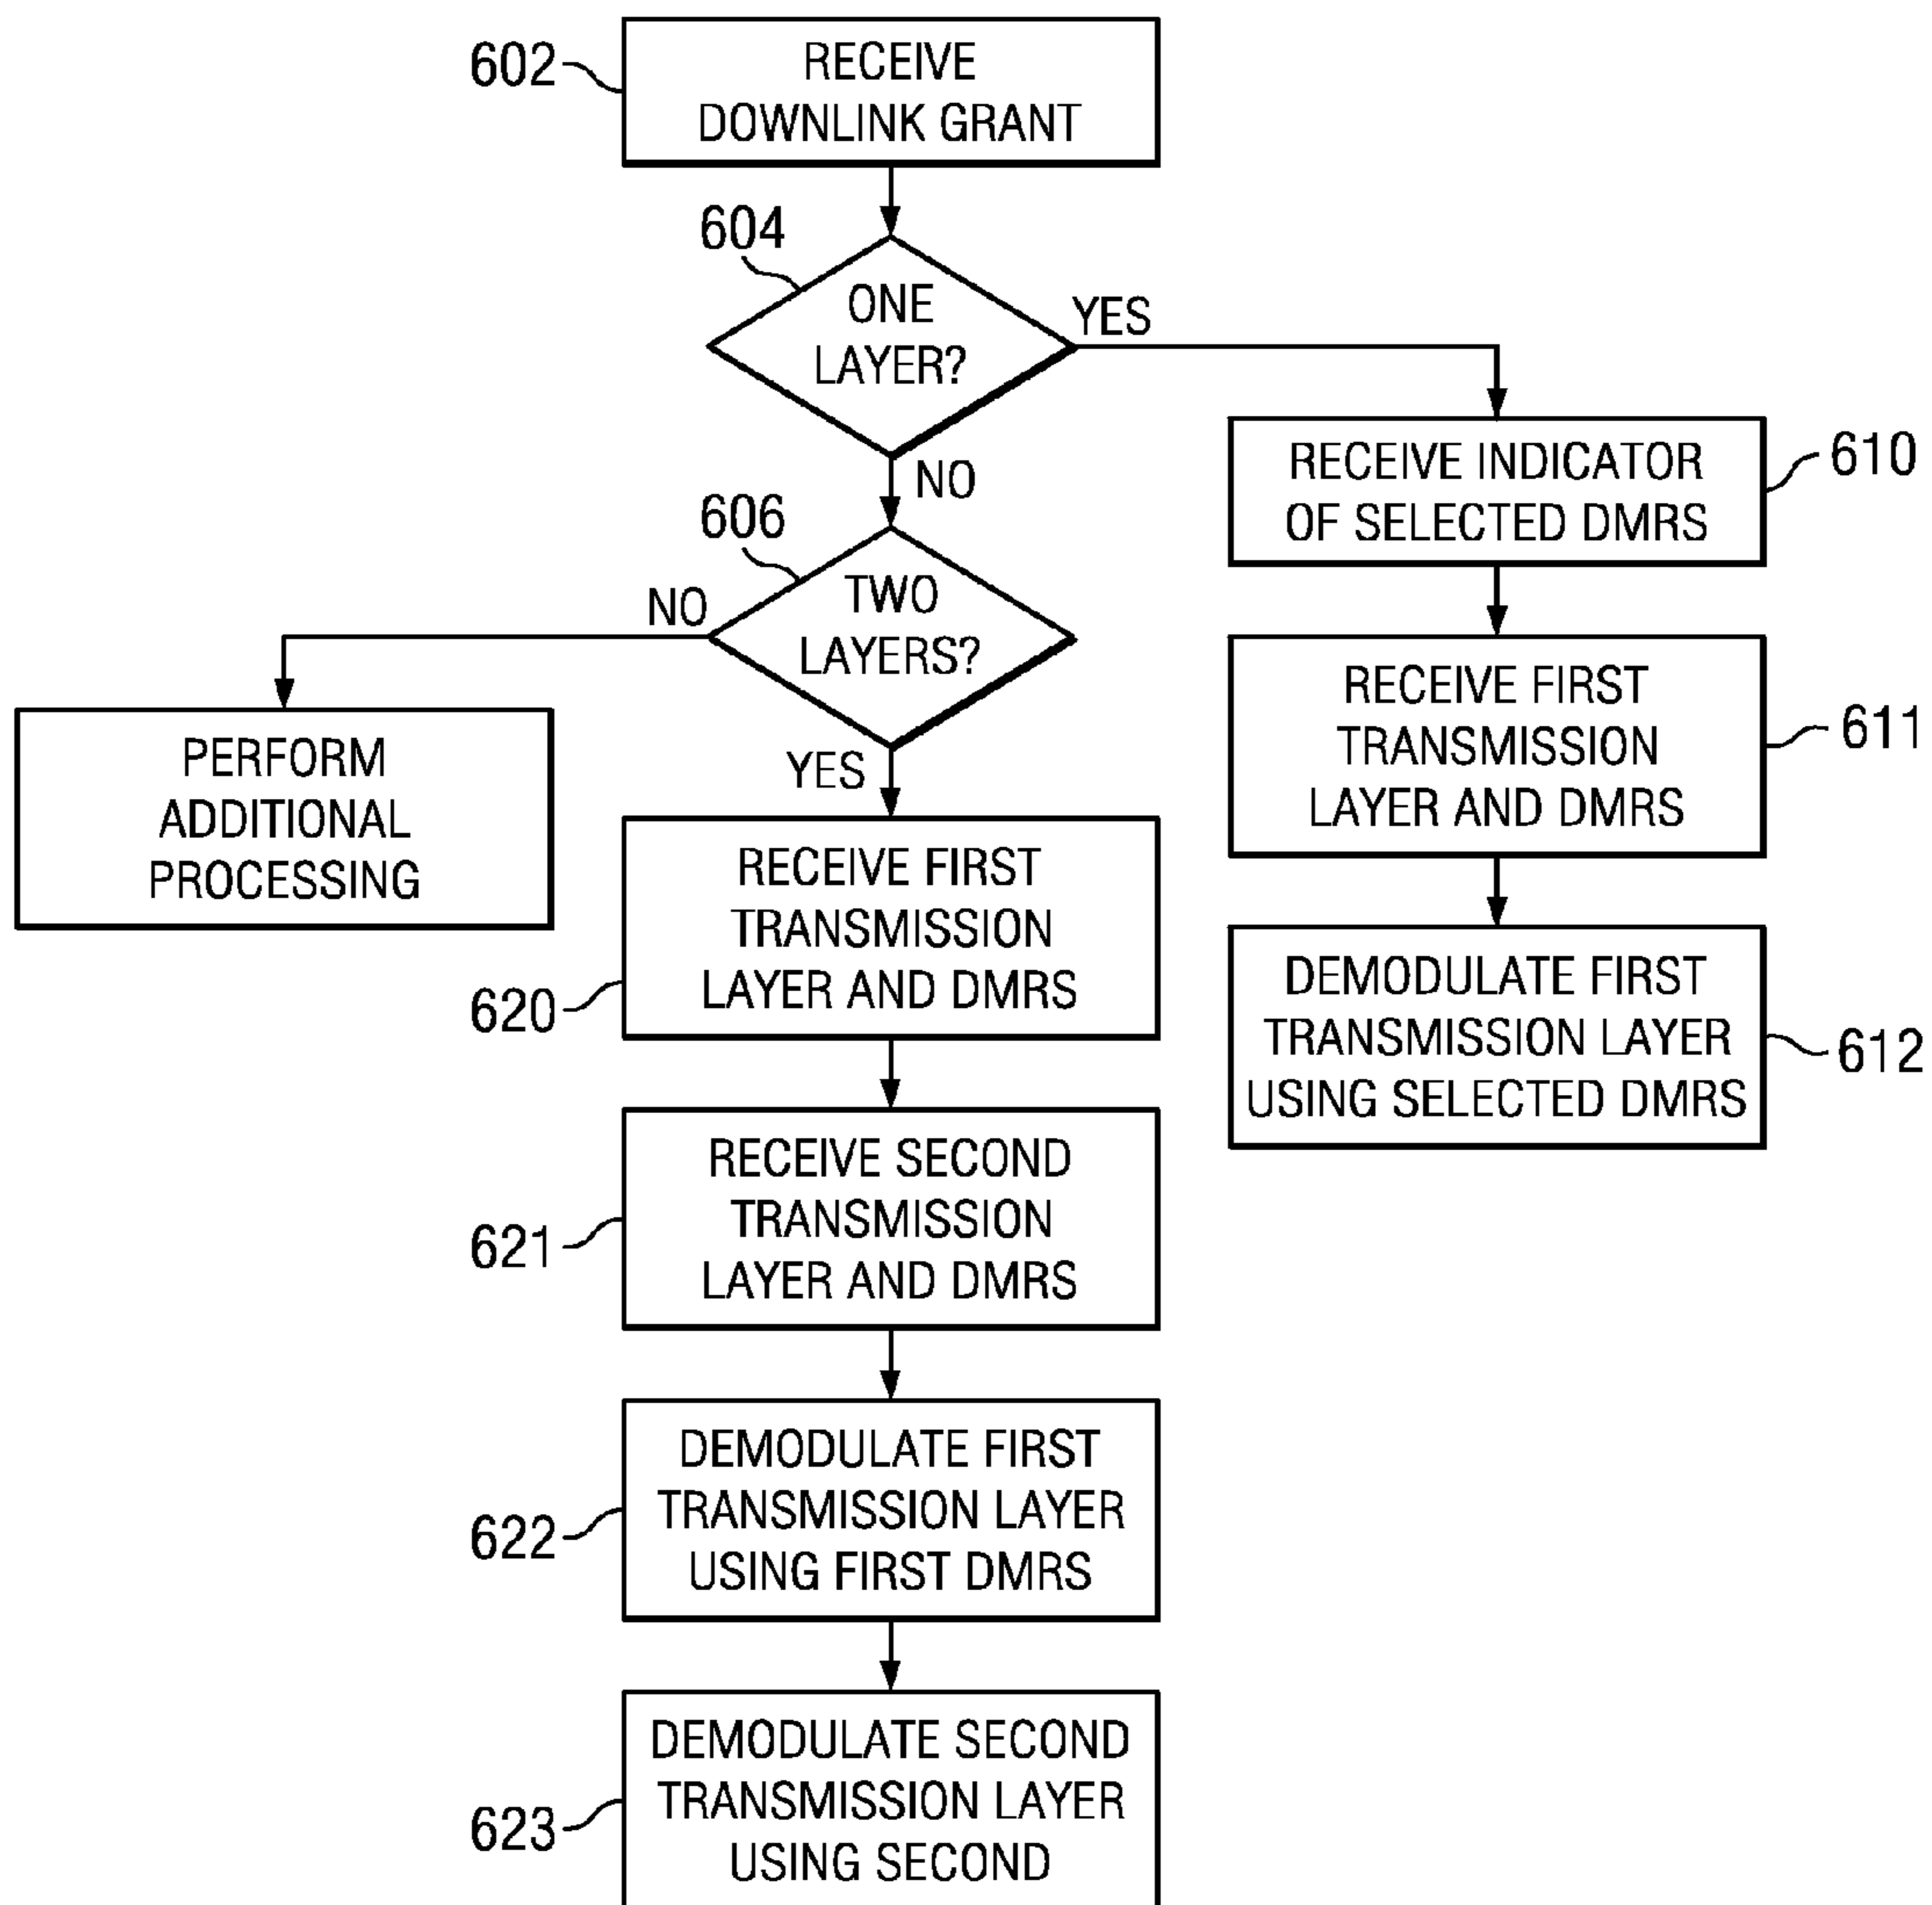 602
RECEIVE
DOWNLINK GRANT
604
ONE
LAYER?
YES
NO
606
TWO
LAYERS?
NO
YES
PERFORM
ADDITIONAL
PROCESSING
610
RECEIVE INDICATOR
OF SELECTED DMRS
611
RECEIVE FIRST
TRANSMISSION
LAYER AND DMRS
612
DEMODULATE FIRST
TRANSMISSION LAYER
USING SELECTED DMRS
620
RECEIVE FIRST
TRANSMISSION
LAYER AND DMRS
621
RECEIVE SECOND
TRANSMISSION
LAYER AND DMRS
622
DEMODULATE FIRST
TRANSMISSION LAYER
USING FIRST DMRS
623
DEMODULATE SECOND
TRANSMISSION LAYER
USING SECOND